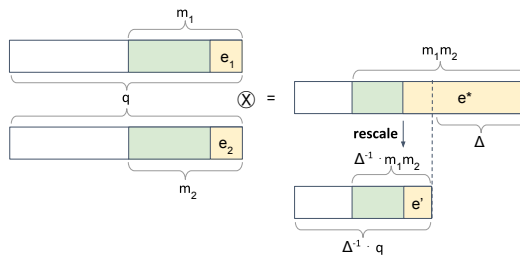 m₁
e₁
q
e₂
m₂
⊗ =
m₁m₂
e*
Δ
rescale
Δ⁻¹ · m₁m₂
e'
Δ⁻¹ · q